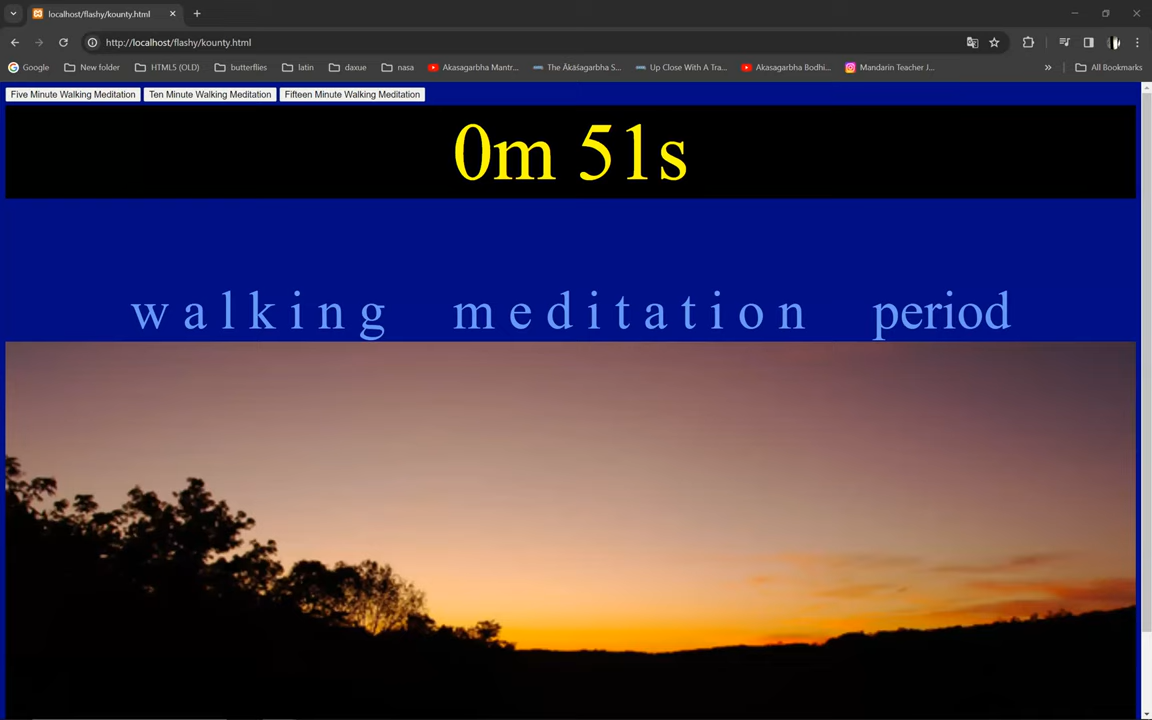 localhost/flashy/kounty.html
http://localhost/flashy/kounty.html
Google New folder HTML5 (OLD) butterflies latin daxue nasa Akasagarbha Mantr... The Ākāśagarbha S... Up Close With A Tra... Akasagarbha Bodhi... Mandarin Teacher J... » All Bookmarks
Five Minute Walking Meditation Ten Minute Walking Meditation Fifteen Minute Walking Meditation
0m 51s
w a l k i n g m e d i t a t i o n period